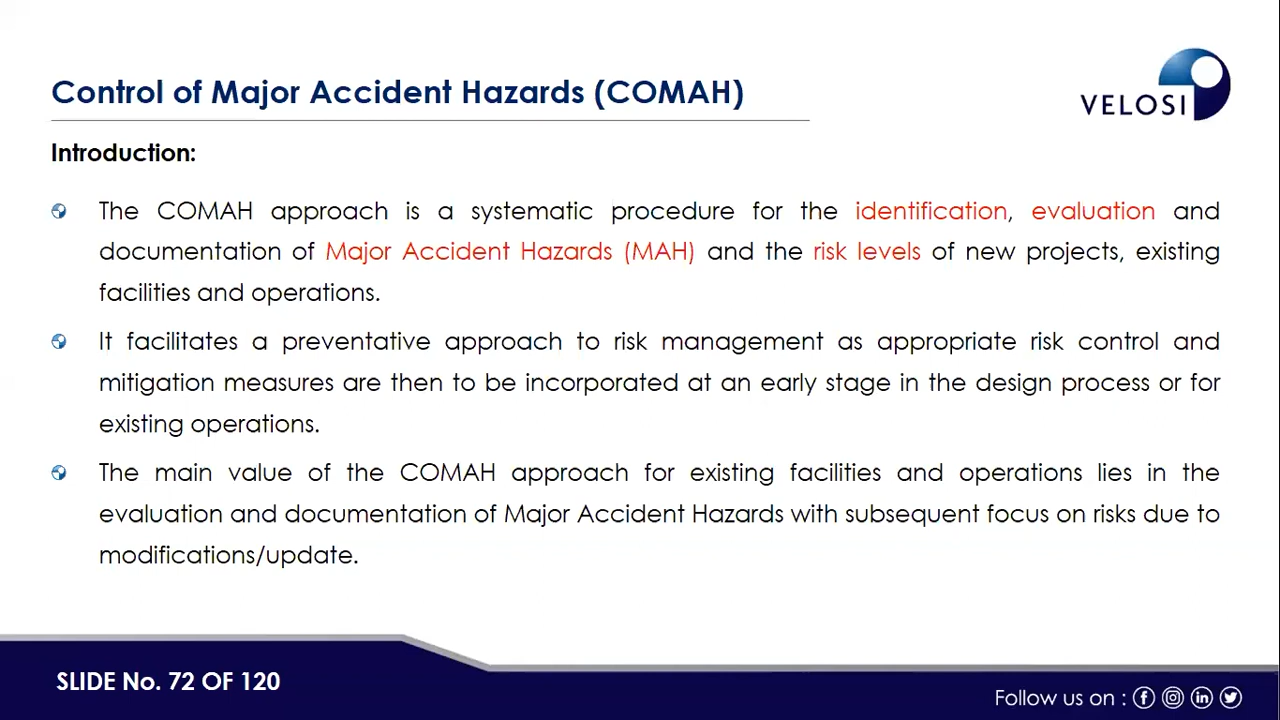 Control of Major Accident Hazards (COMAH)
VELOSI
Introduction:
The COMAH approach is a systematic procedure for the identification, evaluation and
documentation of Major Accident Hazards (MAH) and the risk levels of new projects, existing
facilities and operations.
It facilitates a preventative approach to risk management as appropriate risk control and
mitigation measures are then to be incorporated at an early stage in the design process or for
existing operations.
The main value of the COMAH approach for existing facilities and operations lies in the
evaluation and documentation of Major Accident Hazards with subsequent focus on risks due to
modifications/update.
SLIDE No. 72 OF 120
Follow us on :